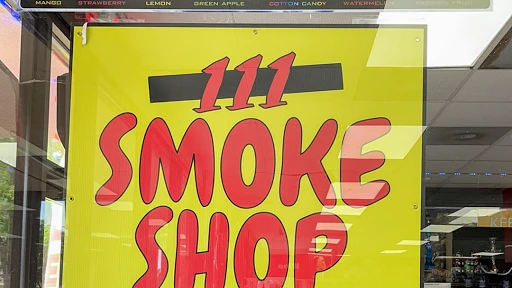 MANGO STRAWBERRY LEMON GREEN APPLE COTTON CANDY WATERMELON
111
SMOKE
SHOP